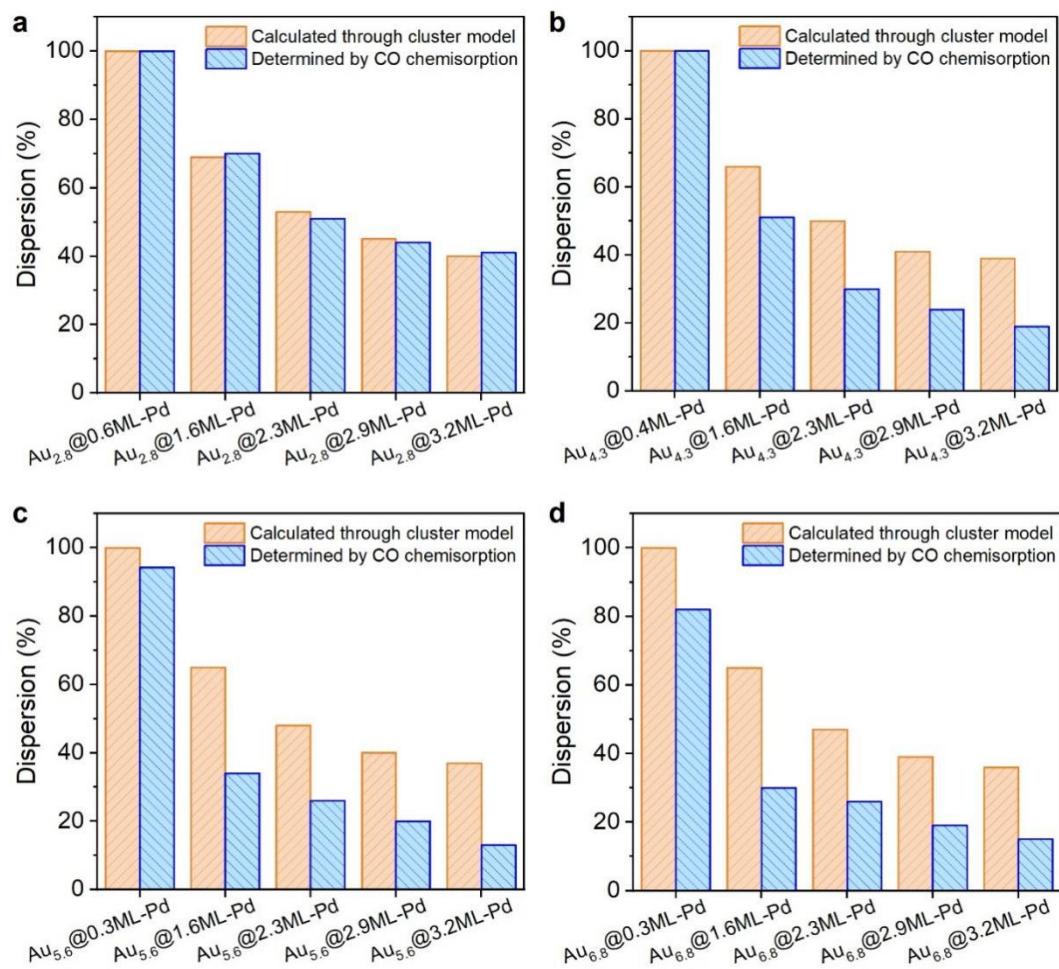 a
Calculated through cluster model
Determined by CO chemisorption
Dispersion (%)
100
80
60
40
20
0
Au2.8@0.6ML-Pd
Au2.8@1.6ML-Pd
Au2.8@2.3ML-Pd
Au2.8@2.9ML-Pd
Au2.8@3.2ML-Pd
b
Calculated through cluster model
Determined by CO chemisorption
Dispersion (%)
100
80
60
40
20
0
Au4.3@0.4ML-Pd
Au4.3@1.6ML-Pd
Au4.3@2.3ML-Pd
Au4.3@2.9ML-Pd
Au4.3@3.2ML-Pd
c
Calculated through cluster model
Determined by CO chemisorption
Dispersion (%)
100
80
60
40
20
0
Au5.6@0.3ML-Pd
Au5.6@1.6ML-Pd
Au5.6@2.3ML-Pd
Au5.6@2.9ML-Pd
Au5.6@3.2ML-Pd
d
Calculated through cluster model
Determined by CO chemisorption
Dispersion (%)
100
80
60
40
20
0
Au6.8@0.3ML-Pd
Au6.8@1.6ML-Pd
Au6.8@2.3ML-Pd
Au6.8@2.9ML-Pd
Au6.8@3.2ML-Pd